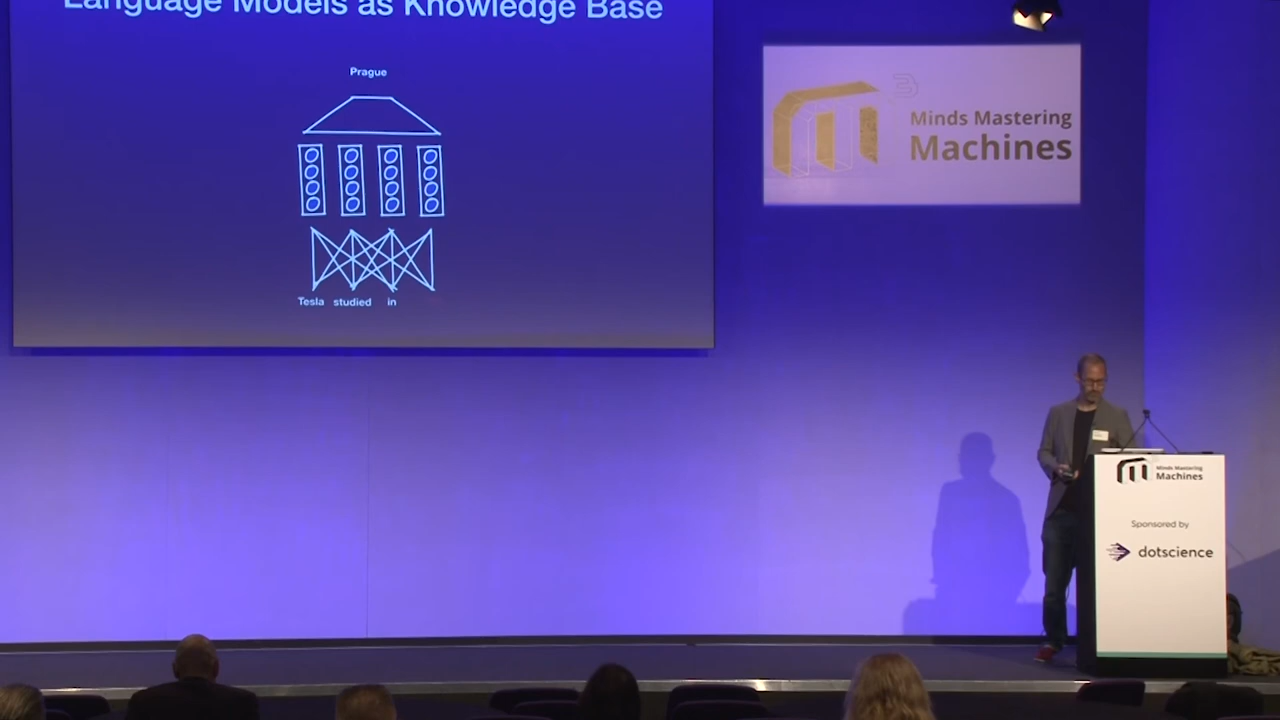 Language Models as Knowledge Base
Prague
Tesla studied in
Minds Mastering
Machines
Minds Mastering
Machines
Sponsored by
dotscience